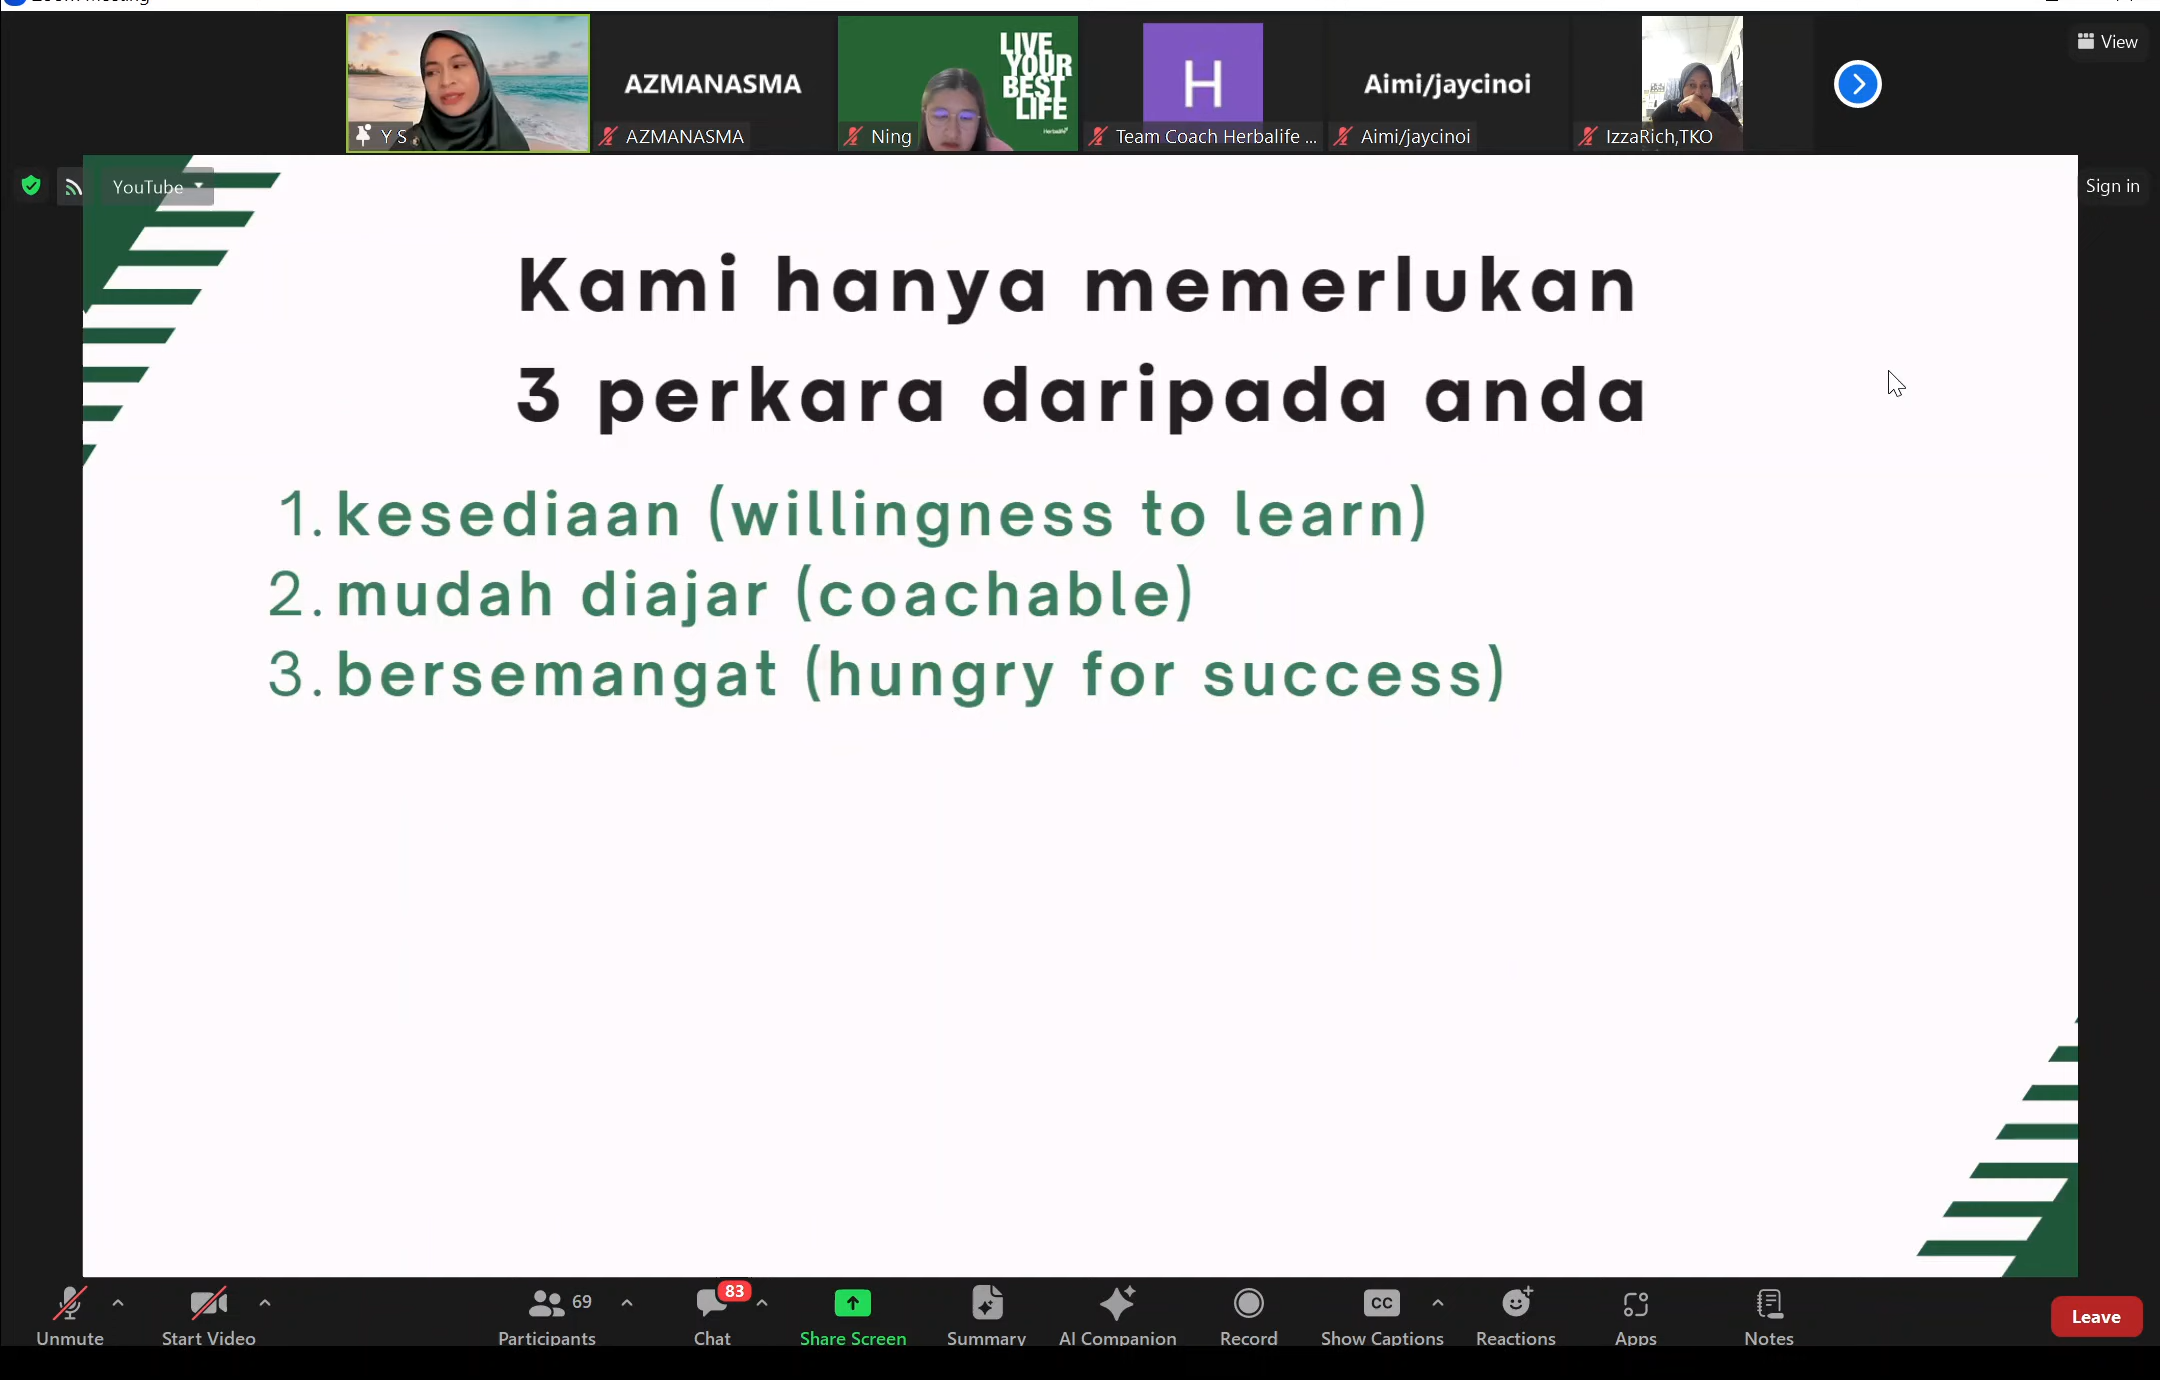 AZMANASMA
LIVE
YOUR
BEST
LIFE
Herbalife
H
Aimi/jaycinoi
View
Y S
AZMANASMA
Ning
Team Coach Herbalife ...
Aimi/jaycinoi
IzzaRich,TKO
YouTube
Sign in
Kami hanya memerlukan
3 perkara daripada anda
1. kesediaan (willingness to learn)
2. mudah diajar (coachable)
3. bersemangat (hungry for success)
69
83
CC
Unmute
Start Video
Participants
Chat
Share Screen
Summary
AI Companion
Record
Show Captions
Reactions
Apps
Notes
Leave